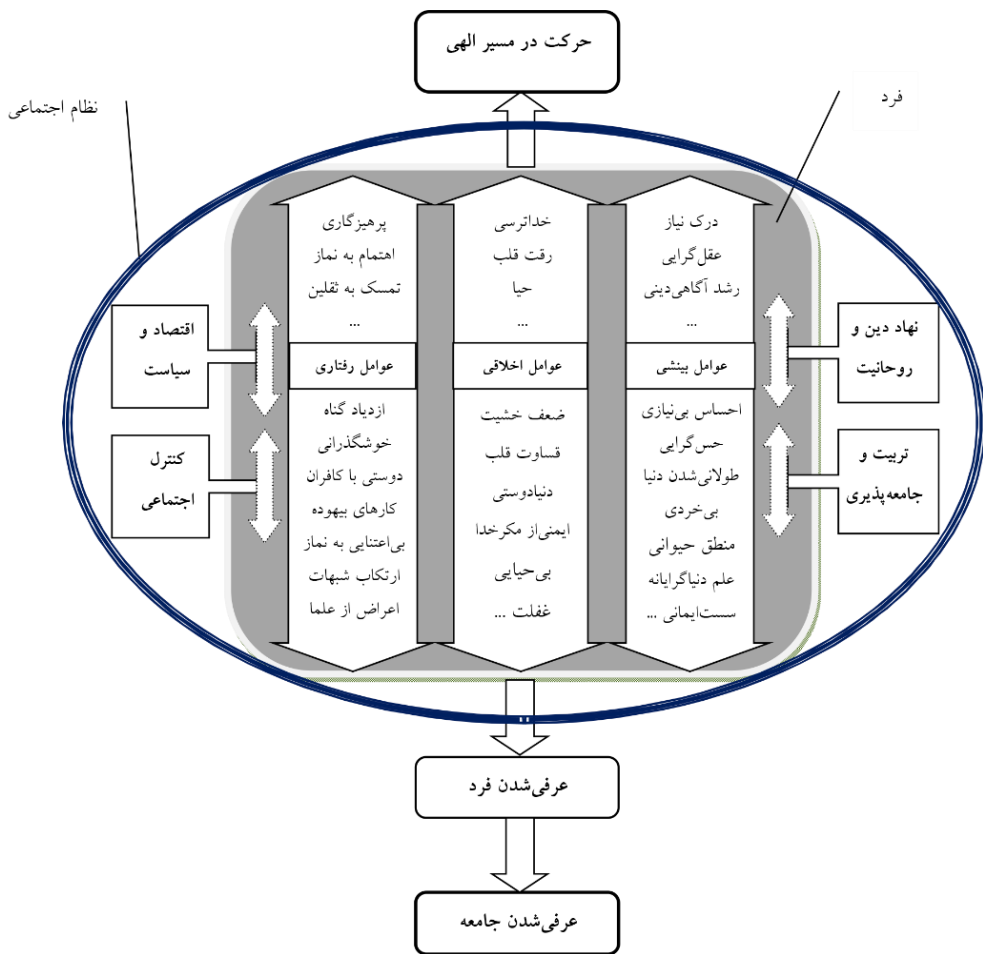 حرکت در مسیر الهی
فرد
نظام اجتماعی
درک نیاز
عقل‌گرایی
رشد آگاهی‌دینی
...
عوامل بینشی
احساس بی‌نیازی
حس‌گرایی
طولانی‌شدن دنیا
بی‌خردی
منطق حیوانی
علم دنیاگرایانه
سست‌ایمانی ...
خداترسی
رقت قلب
حیا
...
عوامل اخلاقی
ضعف خشیت
قساوت قلب
دنیادوستی
ایمنی‌از مکرخدا
بی‌حیایی
غفلت ...
پرهیزگاری
اهتمام به نماز
تمسک به ثقلین
...
عوامل رفتاری
ازدیاد گناه
خوشگذرانی
دوستی با کافران
کارهای بیهوده
بی‌اعتنایی به نماز
ارتکاب شبهات
اعراض از علما
نهاد دین و
روحانیت
تربیت و
جامعه‌پذیری
اقتصاد و
سیاست
کنترل
اجتماعی
عرفی‌شدن فرد
عرفی‌شدن جامعه